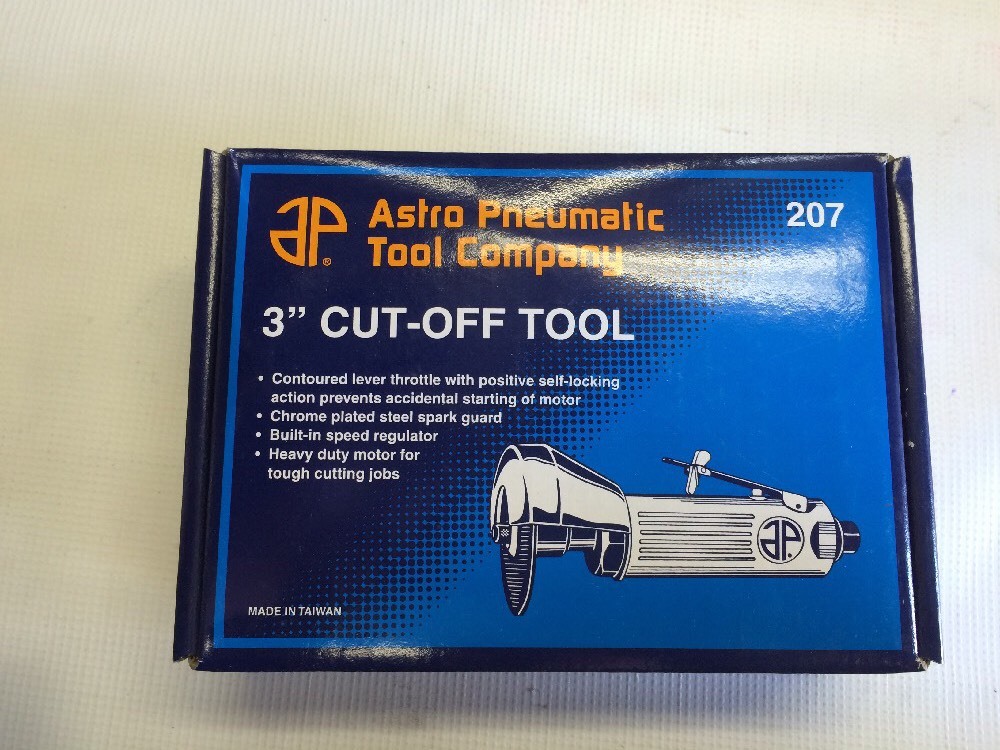 AP® Astro Pneumatic
Tool Company
207
3” CUT-OFF TOOL
• Contoured lever throttle with positive self-locking
action prevents accidental starting of motor
• Chrome plated steel spark guard
• Built-in speed regulator
• Heavy duty motor for
tough cutting jobs
AP
MADE IN TAIWAN